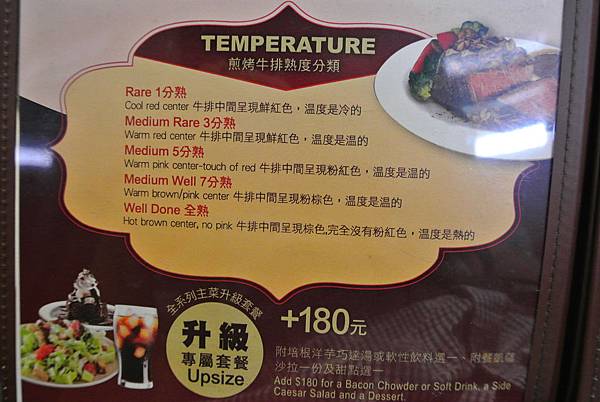 TEMPERATURE
煎烤牛排熟度分類
Rare 1分熟
Cool red center 牛排中間呈現鮮紅色，溫度是冷的
Medium Rare 3分熟
Warm red center 牛排中間呈現鮮紅色，溫度是溫的
Medium 5分熟
Warm pink center-touch of red 牛排中間呈現粉紅色，溫度是溫的
Medium Well 7分熟
Warm brown/pink center 牛排中間呈現粉棕色，溫度是溫的
Well Done 全熟
Hot brown center, no pink 牛排中間呈現棕色,完全沒有粉紅色，溫度是熱的
全系列主菜升級套餐
升級
專屬套餐
Upsize
+180元
附培根洋芋巧達湯或軟性飲料選一、附餐凱薩
沙拉一份及甜點選一
Add $180 for a Bacon Chowder or Soft Drink, a Side
Caesar Salad and a Dessert.